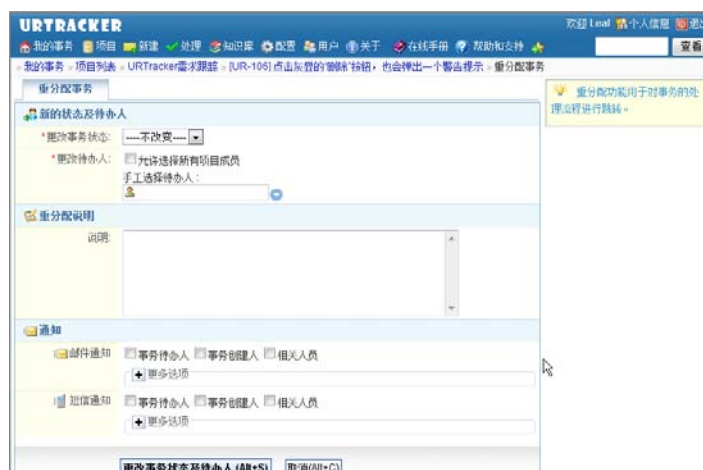 URTRACKER
欢迎 Leal 个人信息 退出
我的事务 项目 新建 处理 知识库 配置 用户 关于 在线手册 帮助和支持
查看
我的事务 » 项目列表 » URTracker需求跟踪 » [UR-106] 点击灰登的"删除"按钮，也会弹出一个警告提示 » 重分配事务
重分配事务
重分配功能用于对事务的处
理流程进行跳转。
新的状态及待办人
*更改事务状态: ----不改变----
*更改待办人: 允许选择所有项目成员
手工选择待办人:
重分配说明
说明:
通知
邮件通知 事务待办人 事务创建人 相关人员
更多选项
短信通知 事务待办人 事务创建人 相关人员
更多选项
更改事务状态及待办人 (Alt+S) 取消(Alt+C)